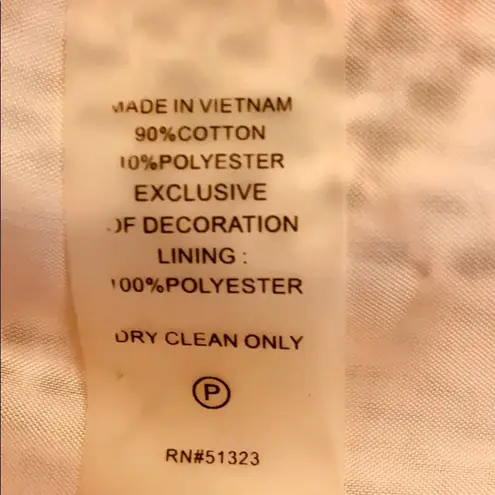 MADE IN VIETNAM
90%COTTON
10%POLYESTER
EXCLUSIVE
OF DECORATION
LINING :
100%POLYESTER
DRY CLEAN ONLY
P
RN#51323